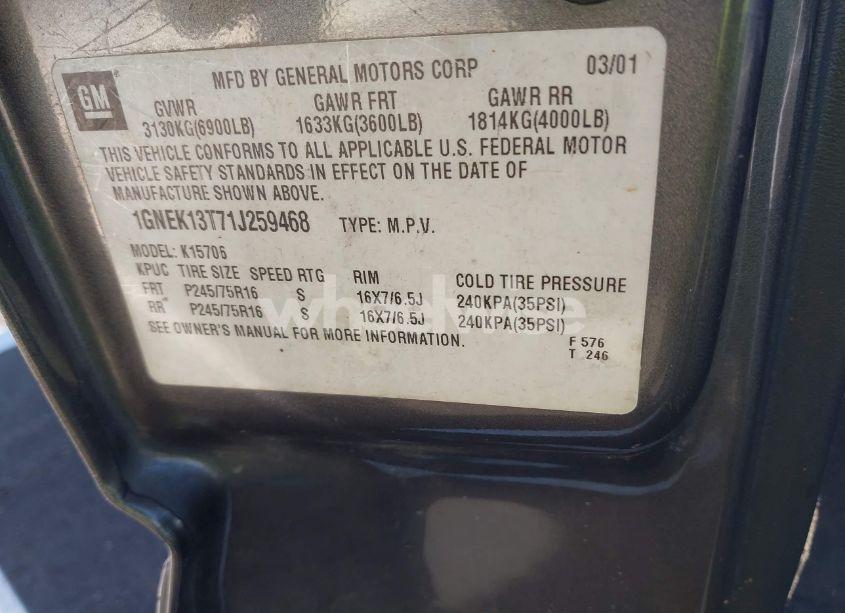 GM
MFD BY GENERAL MOTORS CORP 03/01
GVWR GAWR FRT GAWR RR
3130KG(6900LB) 1633KG(3600LB) 1814KG(4000LB)
THIS VEHICLE CONFORMS TO ALL APPLICABLE U.S. FEDERAL MOTOR
VEHICLE SAFETY STANDARDS IN EFFECT ON THE DATE OF
MANUFACTURE SHOWN ABOVE.
1GNEK13T71J259468 TYPE: M.P.V.
MODEL: K15706
KPUC TIRE SIZE SPEED RTG RIM COLD TIRE PRESSURE
FRT P245/75R16 S 16X7/6.5J 240KPA(35PSI)
RR P245/75R16 S 16X7/6.5J 240KPA(35PSI)
SEE OWNER'S MANUAL FOR MORE INFORMATION.
F 576
T 246